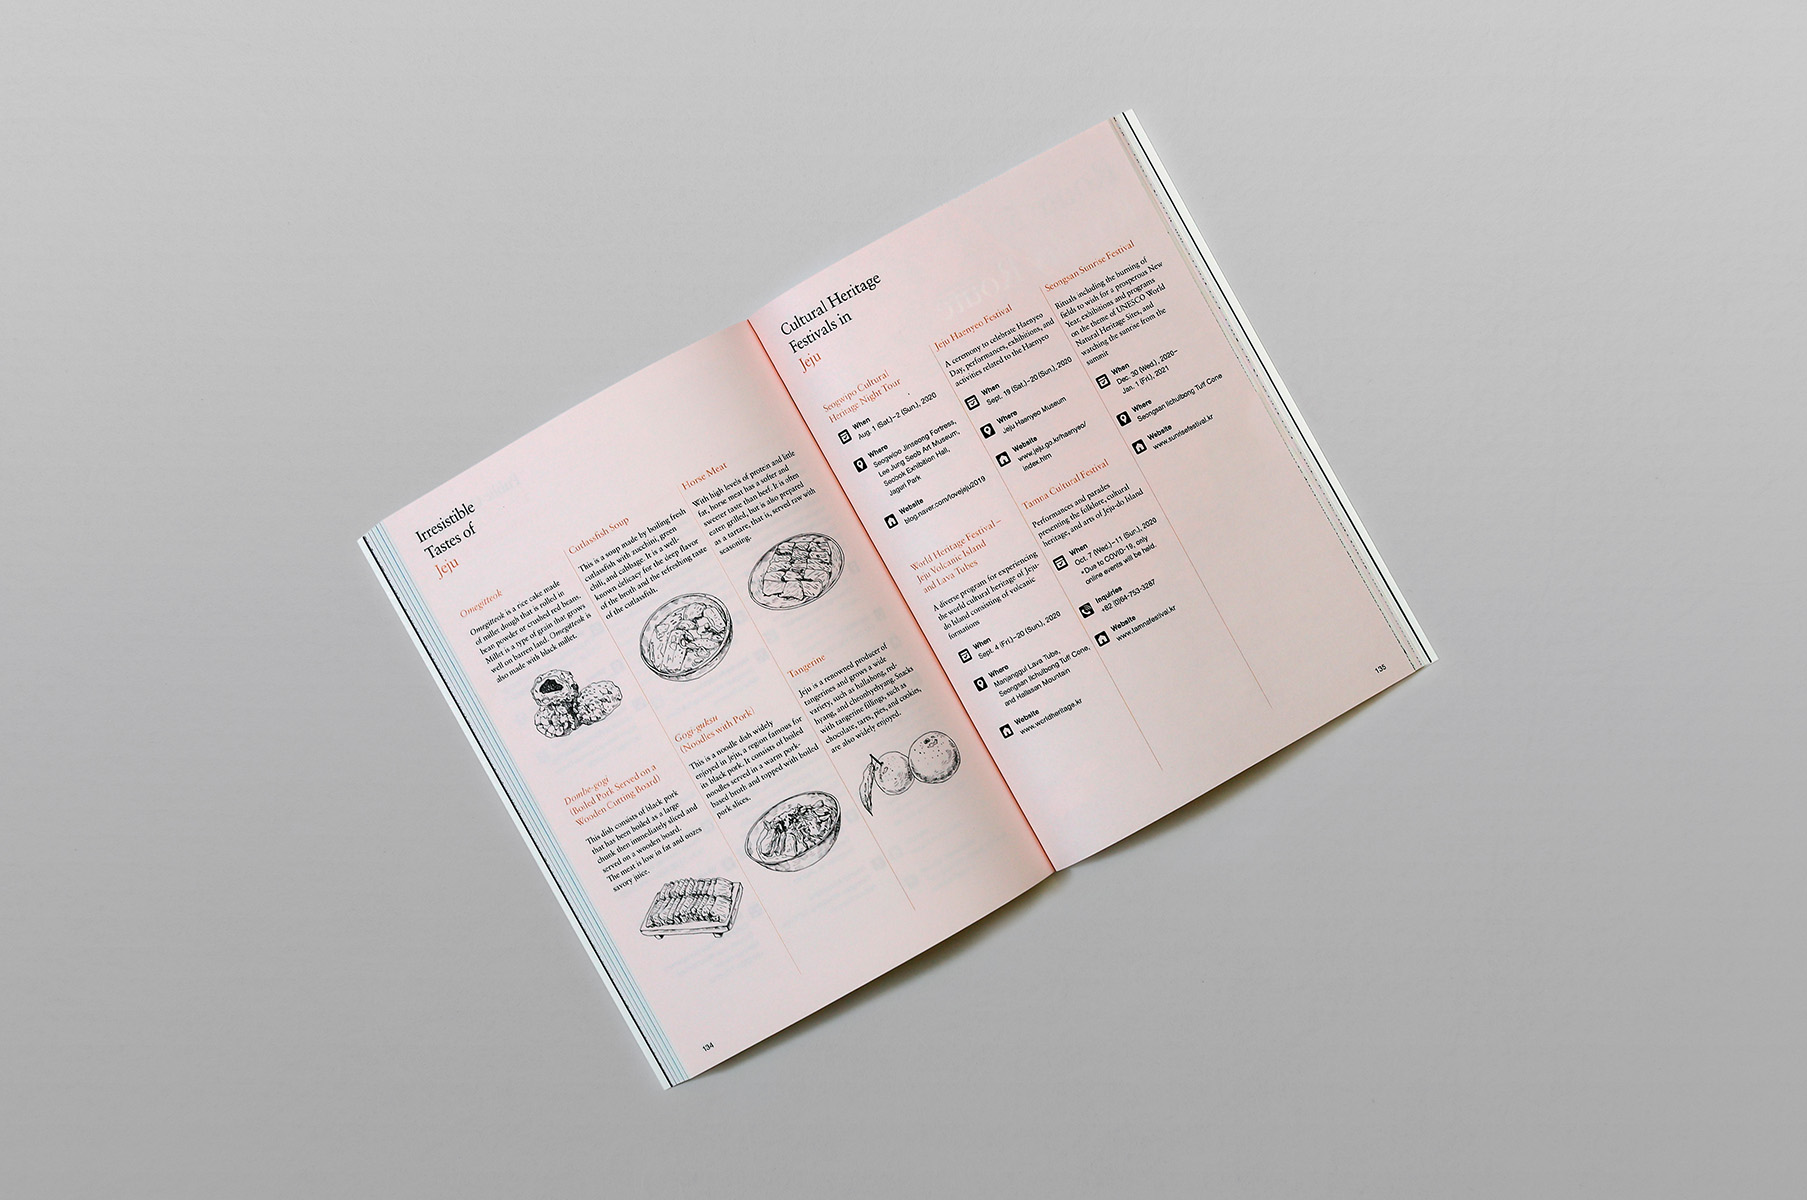 Irresistible
Tastes of
Jeju
Omegitteok
Omegitteok is a rice cake made
of millet dough that is rolled in
bean powder or crushed red beans.
Millet is a type of grain that grows
well on barren land. Omegitteok is
also made with black millet.
Dombe-gogi
(Boiled Pork Served on a
Wooden Cutting Board)
This dish consists of black pork
that has been boiled as a large
chunk then immediately sliced and
served on a wooden board.
The meat is low in fat and oozes
savory juice.
Cutlassfish Soup
This is a soup made by boiling fresh
cutlassfish with zucchini, green
chili, and cabbage. It is a well-
known delicacy for the deep flavor
of the broth and the refreshing taste
of the cutlassfish.
Gogi-guksu
(Noodles with Pork)
This is a noodle dish widely
enjoyed in Jeju, a region famous for
its black pork. It consists of boiled
noodles served in a warm pork-
based broth and topped with boiled
pork slices.
Horse Meat
With high levels of protein and little
fat, horse meat has a softer and
sweeter taste than beef. It is often
eaten grilled, but is also prepared
as a tartare, that is, served raw with
seasoning.
Tangerine
Jeju is a renowned producer of
tangerines and grows a wide
variety, such as hallabong, red-
hyang, and cheonhyehyang. Snacks
with tangerine fillings, such as
chocolate, tarts, pies, and cookies,
are also widely enjoyed.
134
Cultural Heritage
Festivals in
Jeju
Seogwipo Cultural
Heritage Night Tour
When
Aug. 1 (Sat.)–2 (Sun.), 2020
Where
Seogwipo Jinseong Fortress,
Lee Jung Seob Art Museum,
Seobok Exhibition Hall,
Jaguri Park
Website
blog.naver.com/lovejeju2019
World Heritage Festival –
Jeju Volcanic Island
and Lava Tubes
A diverse program for experiencing
the world cultural heritage of Jeju-
do Island consisting of volcanic
formations
When
Sept. 4 (Fri.)–20 (Sun.), 2020
Where
Manjanggul Lava Tube,
Seongsan Ilchulbong Tuff Cone,
and Hallasan Mountain
Website
www.worldheritage.kr
Jeju Haenyeo Festival
A ceremony to celebrate Haenyeo
Day, performances, exhibitions, and
activities related to the Haenyeo
When
Sept. 19 (Sat.)–20 (Sun.), 2020
Where
Jeju Haenyeo Museum
Website
www.jeju.go.kr/haenyeo/
index.htm
Tamna Cultural Festival
Performances and parades
presenting the folklore, cultural
heritage, and arts of Jeju-do Island
When
Oct. 7 (Wed.)–11 (Sun.), 2020
*Due to COVID-19, only
online events will be held.
Inquiries
+82 (0)64-753-3287
Website
www.tamnafestival.kr
Seongsan Sunrise Festival
Rituals including the burning of
fields to wish for a prosperous New
Year, exhibitions and programs
on the theme of UNESCO World
Natural Heritage Sites, and
watching the sunrise from the
summit
When
Dec. 30 (Wed.), 2020–
Jan. 1 (Fri.), 2021
Where
Seongsan Ilchulbong Tuff Cone
Website
www.sunrisefestival.kr
135